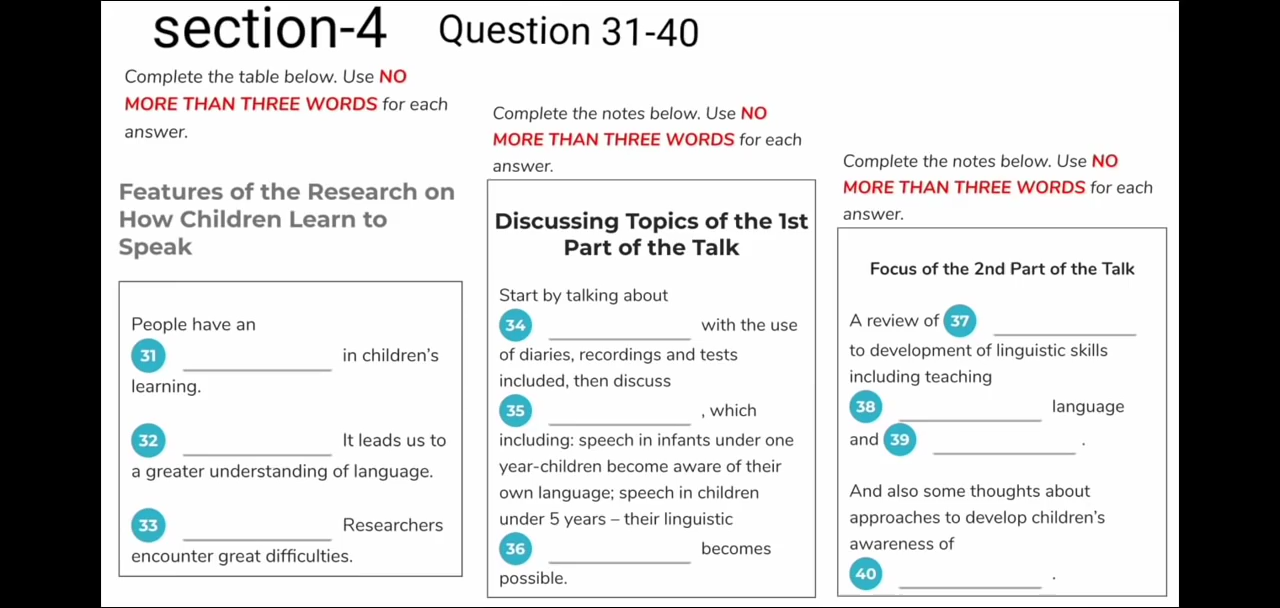 section-4 Question 31-40
Complete the table below. Use NO
MORE THAN THREE WORDS for each
answer.
Features of the Research on
How Children Learn to
Speak
People have an
31 in children's
learning.
32 It leads us to
a greater understanding of language.
33 Researchers
encounter great difficulties.
Complete the notes below. Use NO
MORE THAN THREE WORDS for each
answer.
Discussing Topics of the 1st
Part of the Talk
Start by talking about
34 with the use
of diaries, recordings and tests
included, then discuss
35 , which
including: speech in infants under one
year-children become aware of their
own language; speech in children
under 5 years – their linguistic
36 becomes
possible.
Complete the notes below. Use NO
MORE THAN THREE WORDS for each
answer.
Focus of the 2nd Part of the Talk
A review of 37
to development of linguistic skills
including teaching
38 language
and 39 .
And also some thoughts about
approaches to develop children's
awareness of
40 .